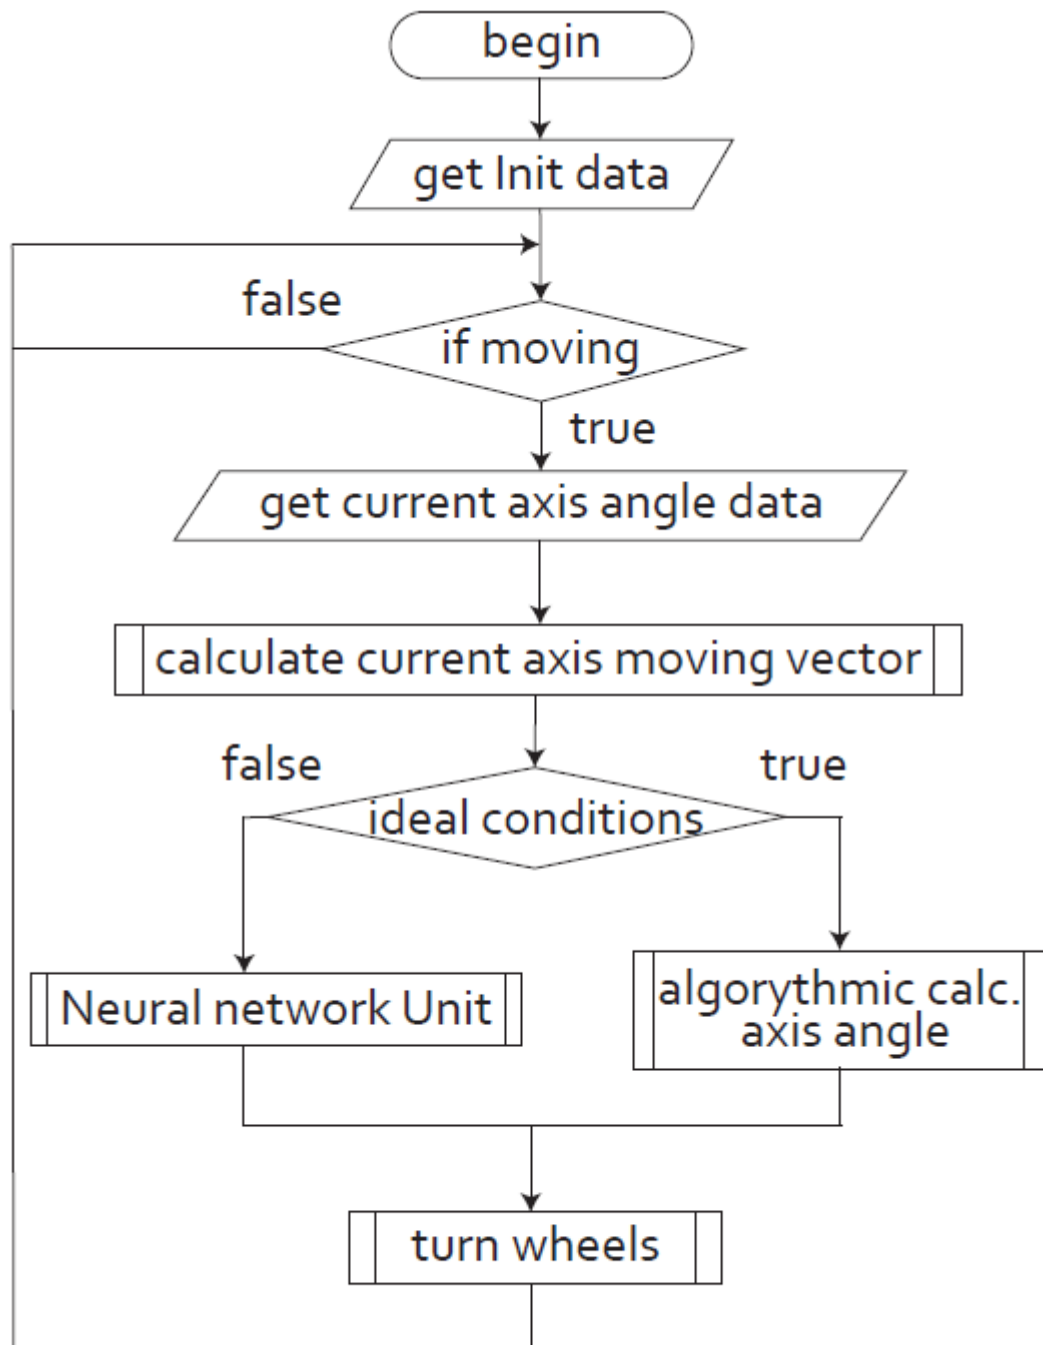 begin
get Init data
false
if moving
true
get current axis angle data
calculate current axis moving vector
false
true
ideal conditions
Neural network Unit
algorythmic calc.
axis angle
turn wheels